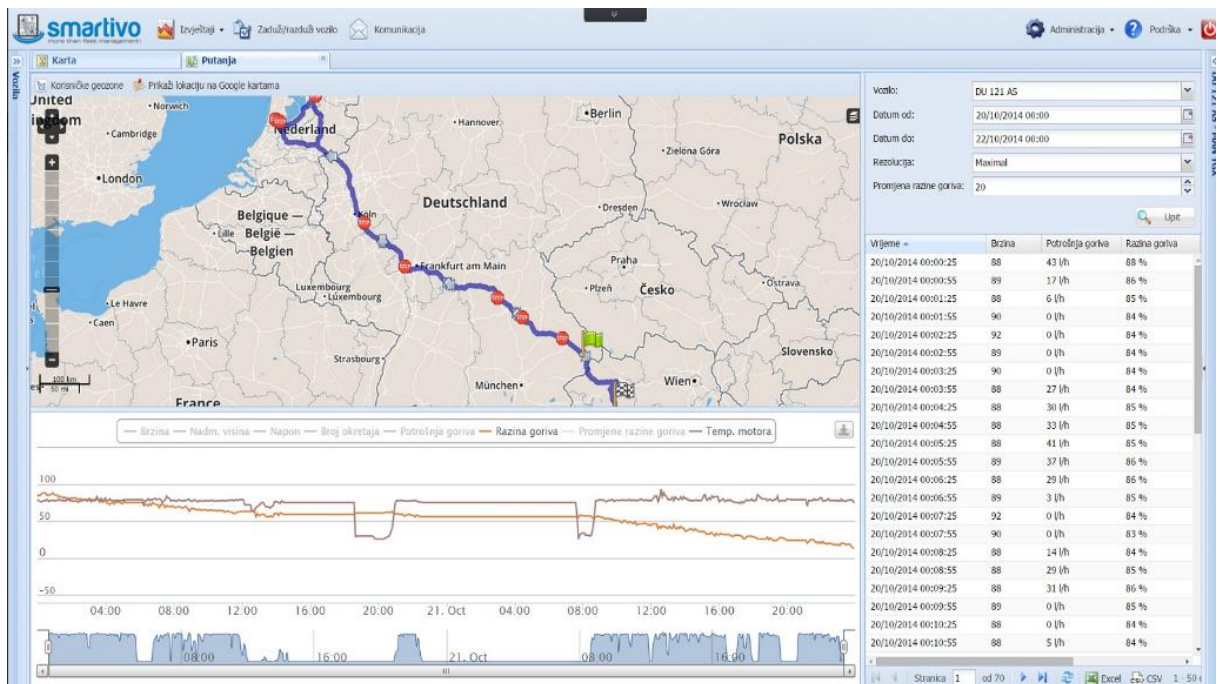 smartivo
more than fleet management!
Izvještaji
Zaduži/razduži vozilo
Komunikacija
Administracija
Podrška
Karta
Putanja
Vozila
Korisničke geozone
Prikaži lokaciju na Google kartama
United
Norwich
Cambridge
London
Nederland
Hannover
Berlin
Polska
Zielona Góra
Belgique —
België —
Belgien
Lille
Köln
Deutschland
Dresden
Wrocław
Frankfurt am Main
Praha
Plzeň
Česko
Ostrava
Luxembourg
Luxembourg
Le Havre
Caen
Paris
Strasbourg
München
Wien
Slovensko
France
100 km
50 mi
Vozilo: DU 121 AS
Datum od: 20/10/2014 00:00
Datum do: 22/10/2014 00:00
Rezolucija: Maximal
Promjena razine goriva: 20
Upit
Vrijeme Brzina Potrošnja goriva Razina goriva
20/10/2014 00:00:25 88 43 l/h 88 %
20/10/2014 00:00:55 89 17 l/h 86 %
20/10/2014 00:01:28 88 6 l/h 85 %
20/10/2014 00:01:55 90 0 l/h 84 %
20/10/2014 00:02:25 92 0 l/h 84 %
20/10/2014 00:02:55 89 0 l/h 84 %
20/10/2014 00:03:25 90 0 l/h 84 %
20/10/2014 00:03:55 88 27 l/h 84 %
20/10/2014 00:04:25 88 30 l/h 85 %
20/10/2014 00:04:55 88 33 l/h 85 %
20/10/2014 00:05:25 88 41 l/h 85 %
20/10/2014 00:05:55 89 37 l/h 86 %
20/10/2014 00:06:25 88 29 l/h 86 %
20/10/2014 00:06:55 89 3 l/h 85 %
20/10/2014 00:07:25 92 0 l/h 84 %
20/10/2014 00:07:55 90 0 l/h 83 %
20/10/2014 00:08:25 88 14 l/h 84 %
20/10/2014 00:08:55 88 29 l/h 85 %
20/10/2014 00:09:25 88 31 l/h 86 %
20/10/2014 00:09:55 89 0 l/h 85 %
20/10/2014 00:10:25 88 0 l/h 84 %
20/10/2014 00:10:55 88 5 l/h 84 %
Stranica 1 od 70 Excel CSV 1 - 50
Brzina Nadm. visina Napon Broj okretaja Potrošnja goriva Razina goriva Promjene razine goriva Temp. motora
100
50
0
-50
04:00 08:00 12:00 16:00 20:00 21. Oct 04:00 08:00 12:00 16:00 20:00
08:00 16:00 21. Oct 08:00 16:00